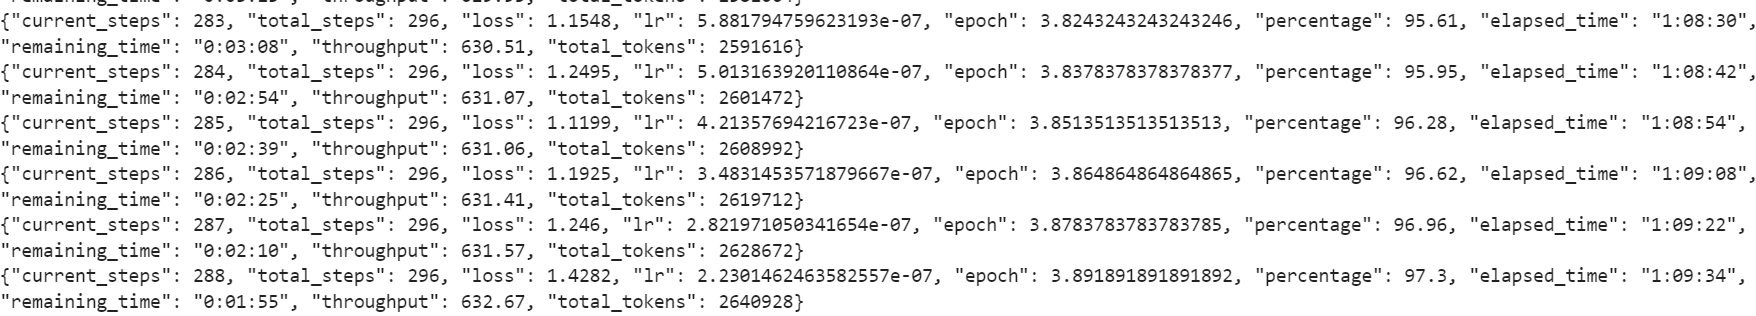 {"current_steps": 283, "total_steps": 296, "loss": 1.1548, "lr": 5.881794759623193e-07, "epoch": 3.8243243243243246, "percentage": 95.61, "elapsed_time": "1:08:30",
"remaining_time": "0:03:08", "throughput": 630.51, "total_tokens": 2591616}
{"current_steps": 284, "total_steps": 296, "loss": 1.2495, "lr": 5.013163920110864e-07, "epoch": 3.8378378378378377, "percentage": 95.95, "elapsed_time": "1:08:42",
"remaining_time": "0:02:54", "throughput": 631.07, "total_tokens": 2601472}
{"current_steps": 285, "total_steps": 296, "loss": 1.1199, "lr": 4.21357694216723e-07, "epoch": 3.8513513513513513, "percentage": 96.28, "elapsed_time": "1:08:54",
"remaining_time": "0:02:39", "throughput": 631.06, "total_tokens": 2608992}
{"current_steps": 286, "total_steps": 296, "loss": 1.1925, "lr": 3.4831453571879667e-07, "epoch": 3.864864864864865, "percentage": 96.62, "elapsed_time": "1:09:08",
"remaining_time": "0:02:25", "throughput": 631.41, "total_tokens": 2619712}
{"current_steps": 287, "total_steps": 296, "loss": 1.246, "lr": 2.821971050341654e-07, "epoch": 3.8783783783783785, "percentage": 96.96, "elapsed_time": "1:09:22",
"remaining_time": "0:02:10", "throughput": 631.57, "total_tokens": 2628672}
{"current_steps": 288, "total_steps": 296, "loss": 1.4282, "lr": 2.2301462463582557e-07, "epoch": 3.891891891891892, "percentage": 97.3, "elapsed_time": "1:09:34",
"remaining_time": "0:01:55", "throughput": 632.67, "total_tokens": 2640928}